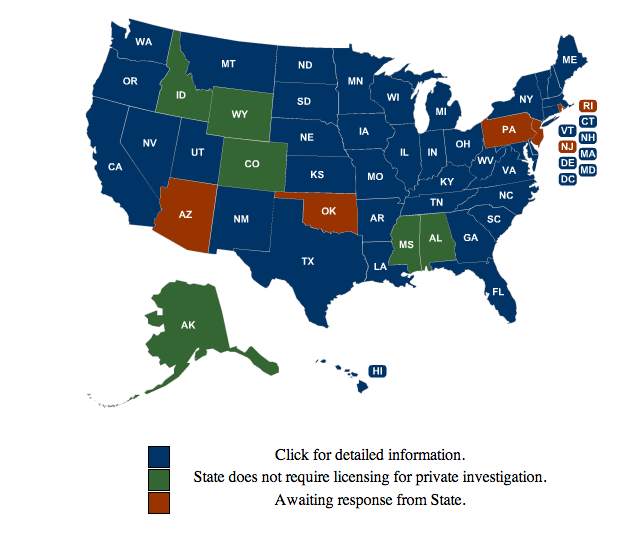 WA
MT
ND
MN
ME
OR
ID
SD
WI
MI
NY
WY
RI
CT
VT
NH
NJ
MA
DE
MD
DC
NV
UT
CO
NE
IA
IL
IN
OH
PA
WV
VA
CA
KS
MO
KY
NC
TN
AZ
NM
OK
AR
SC
MS
AL
GA
TX
LA
FL
AK
HI
Click for detailed information.
State does not require licensing for private investigation.
Awaiting response from State.